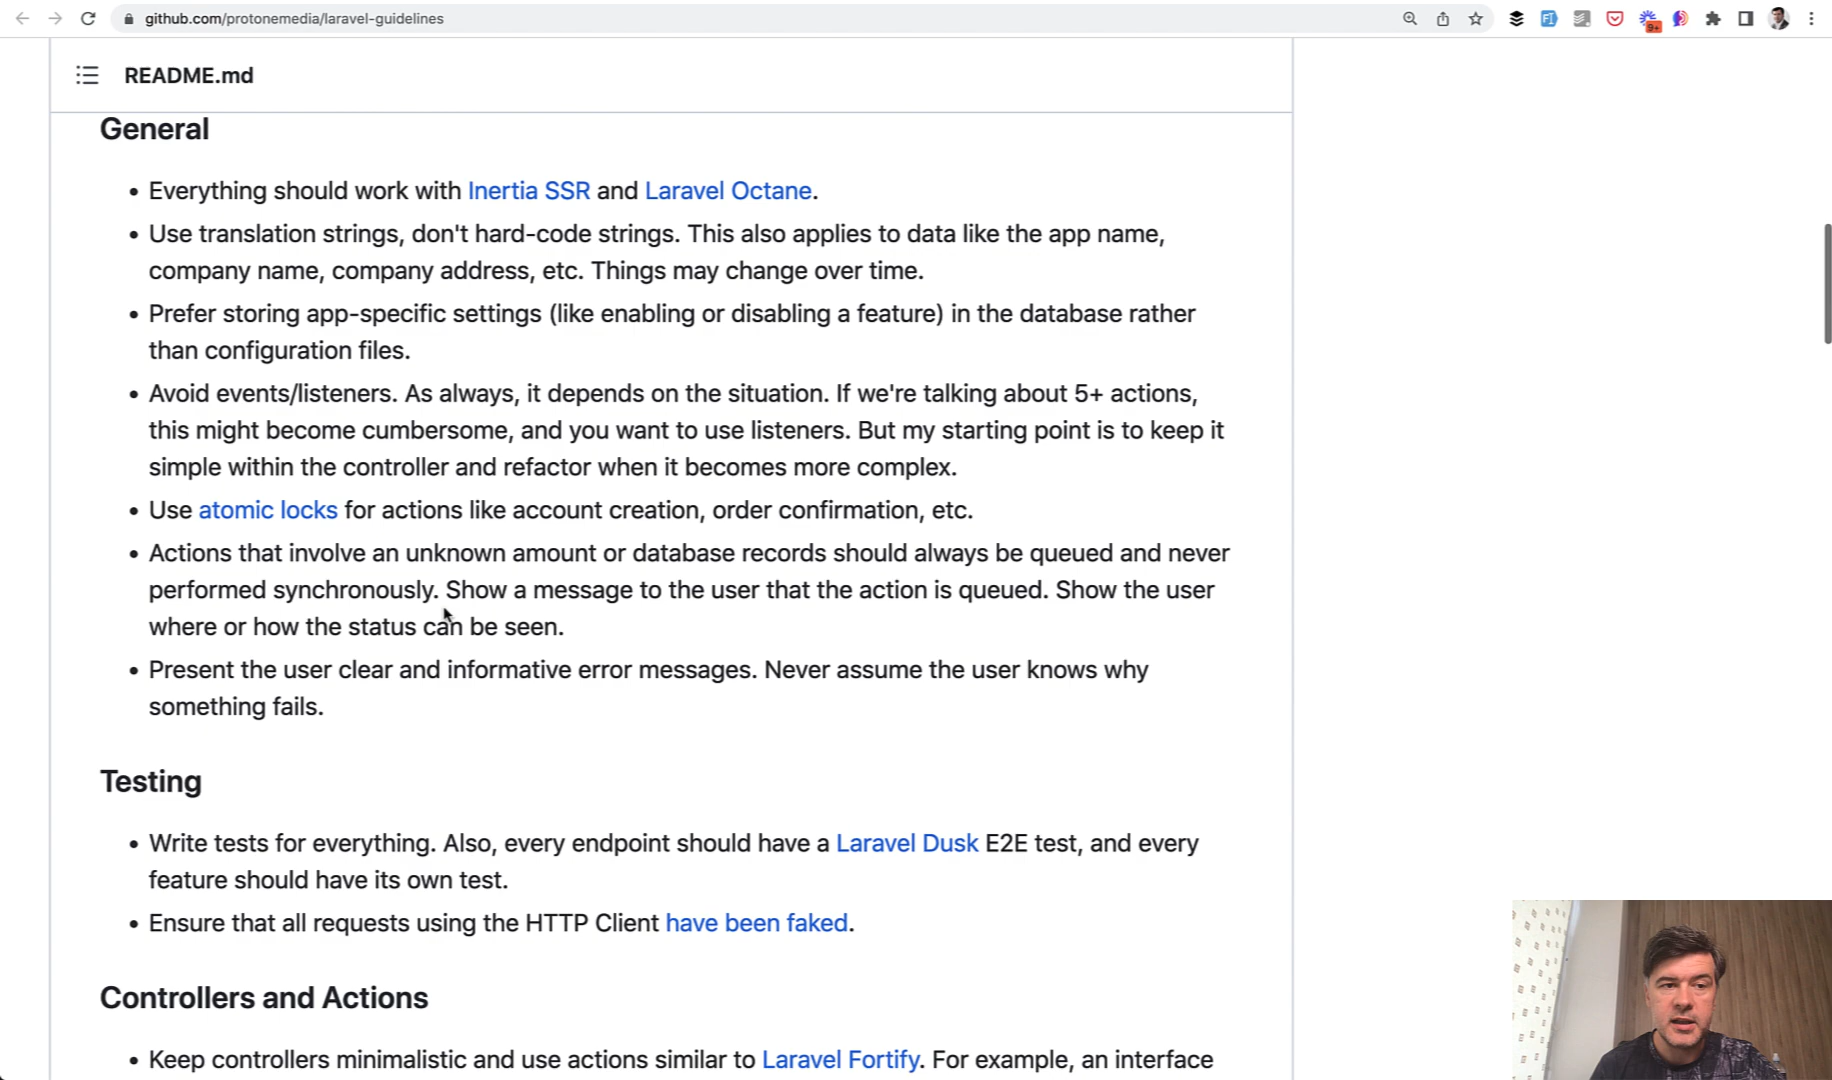 github.com/protonemedia/laravel-guidelines
9+
README.md
General
• Everything should work with Inertia SSR and Laravel Octane.
• Use translation strings, don't hard-code strings. This also applies to data like the app name,
company name, company address, etc. Things may change over time.
• Prefer storing app-specific settings (like enabling or disabling a feature) in the database rather
than configuration files.
• Avoid events/listeners. As always, it depends on the situation. If we're talking about 5+ actions,
this might become cumbersome, and you want to use listeners. But my starting point is to keep it
simple within the controller and refactor when it becomes more complex.
• Use atomic locks for actions like account creation, order confirmation, etc.
• Actions that involve an unknown amount or database records should always be queued and never
performed synchronously. Show a message to the user that the action is queued. Show the user
where or how the status can be seen.
• Present the user clear and informative error messages. Never assume the user knows why
something fails.
Testing
• Write tests for everything. Also, every endpoint should have a Laravel Dusk E2E test, and every
feature should have its own test.
• Ensure that all requests using the HTTP Client have been faked.
Controllers and Actions
• Keep controllers minimalistic and use actions similar to Laravel Fortify. For example, an interface